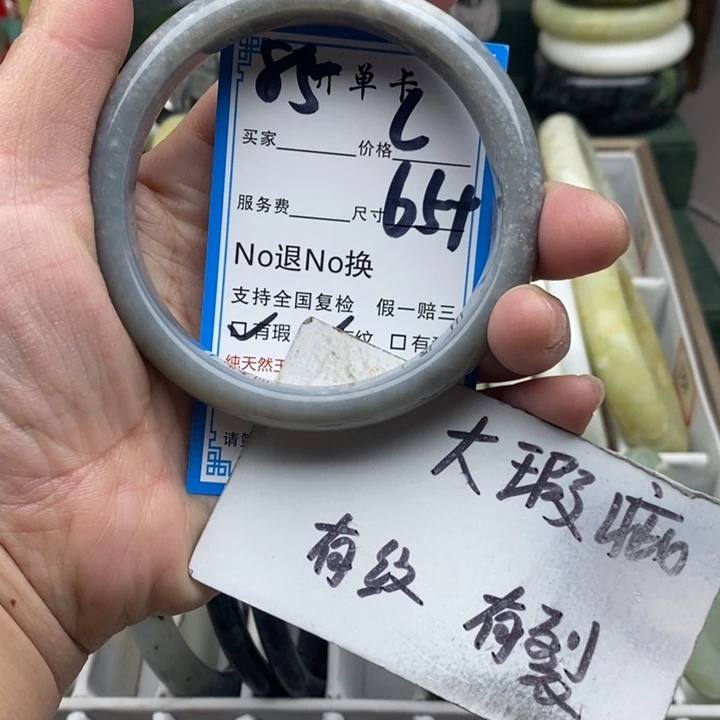 85 开单卡
买家 价格 L
服务费 尺寸 65+
No退No换
支持全国复检 假一赔三
有瑕 纹 有
纯天然玉
请
大瑕疵
有纹 有裂